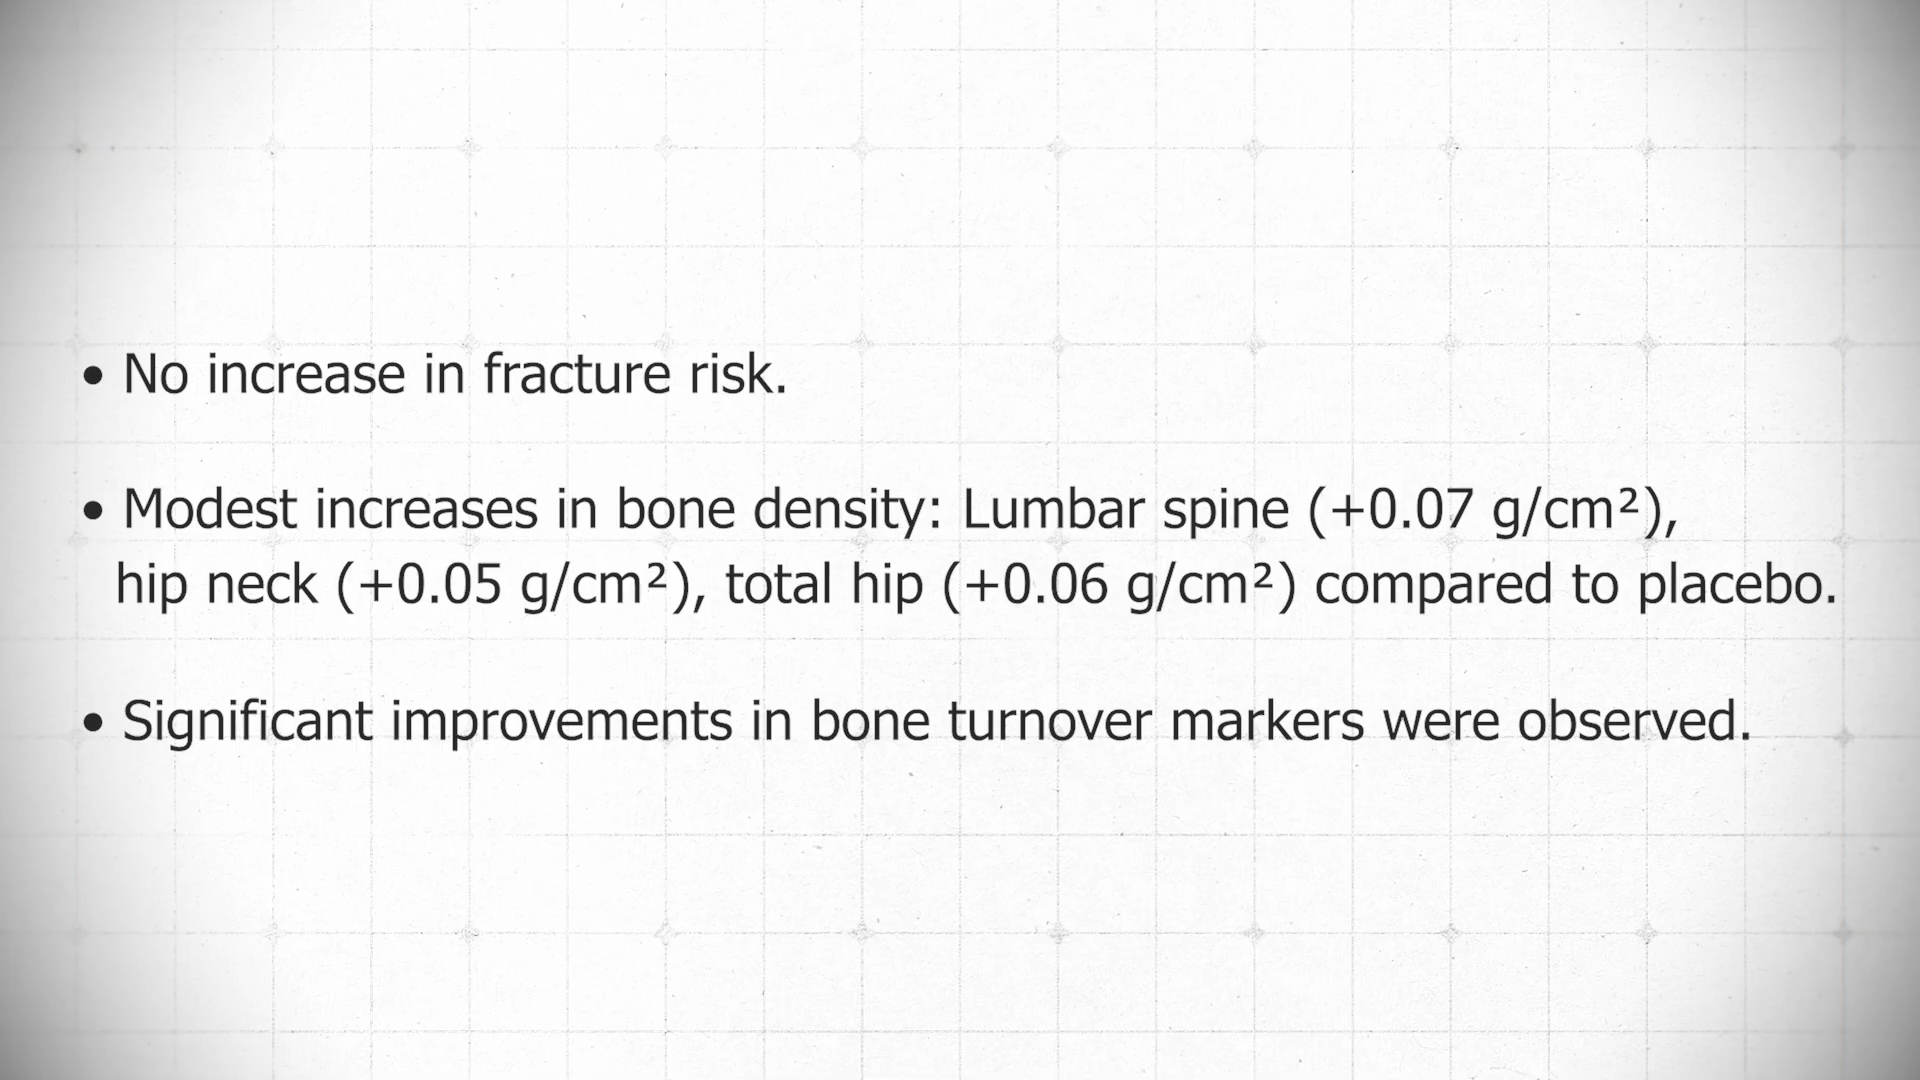 • No increase in fracture risk.
• Modest increases in bone density: Lumbar spine (+0.07 g/cm²),
hip neck (+0.05 g/cm²), total hip (+0.06 g/cm²) compared to placebo.
• Significant improvements in bone turnover markers were observed.